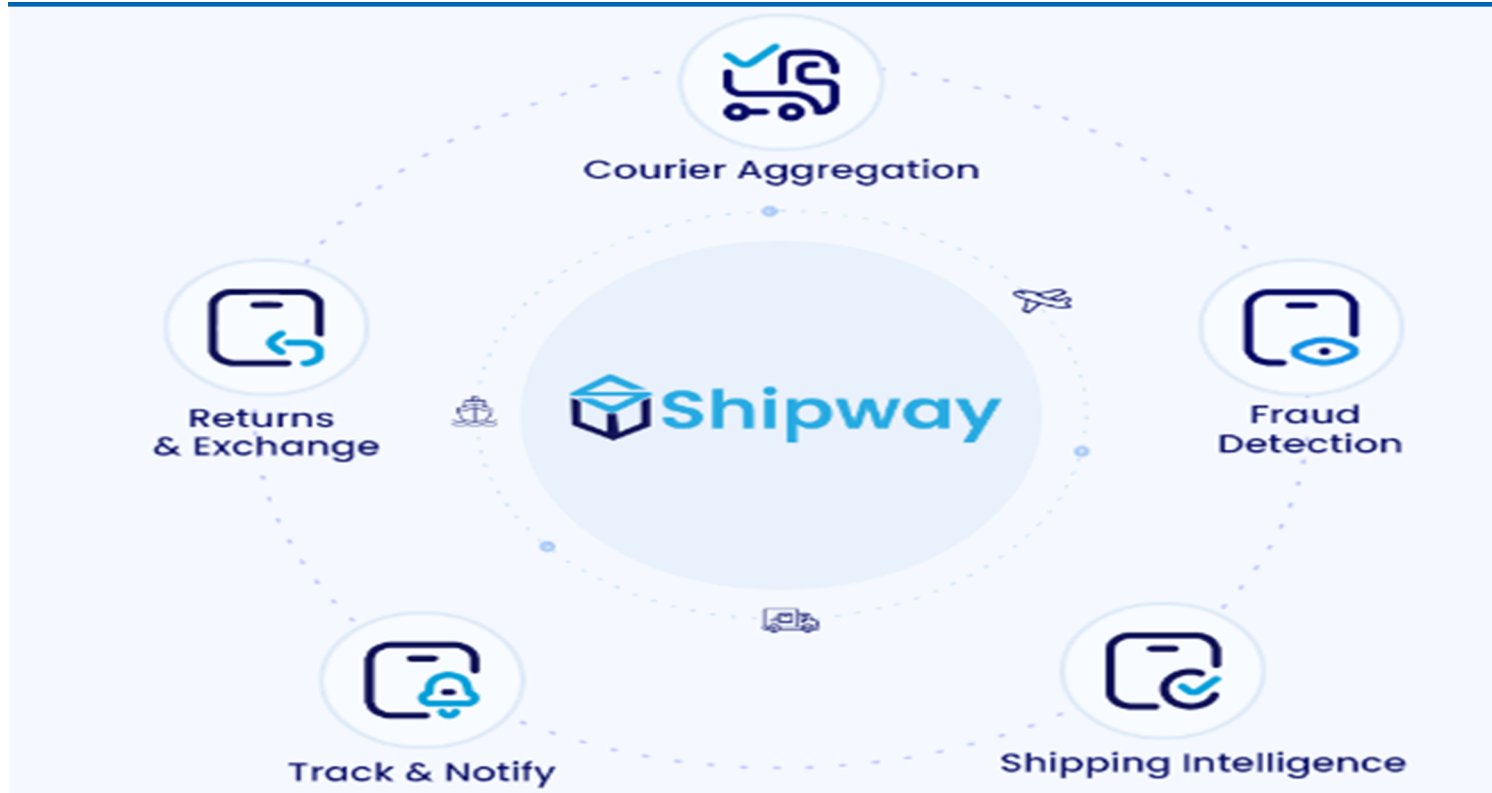 Courier Aggregation
Shipway
Returns
& Exchange
Fraud
Detection
Track & Notify
Shipping Intelligence